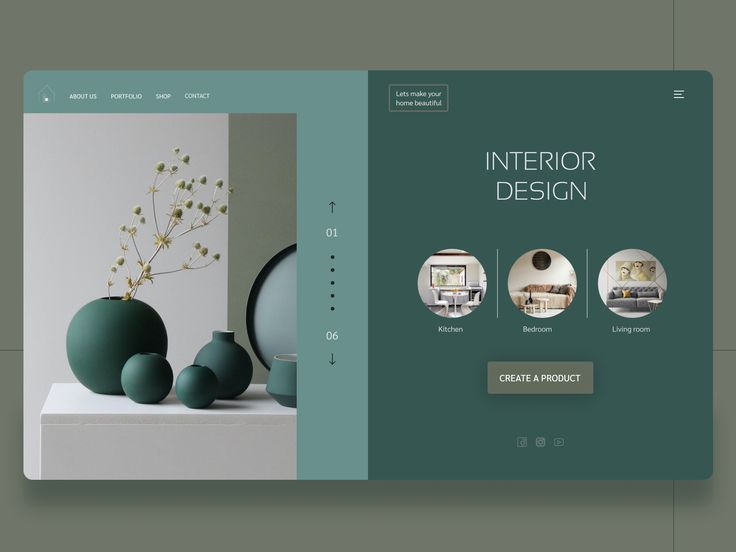 ABOUT US
PORTFOLIO
SHOP
CONTACT
Lets make your
home beautiful
INTERIOR
DESIGN
01
06
Kitchen
Bedroom
Living room
CREATE A PRODUCT